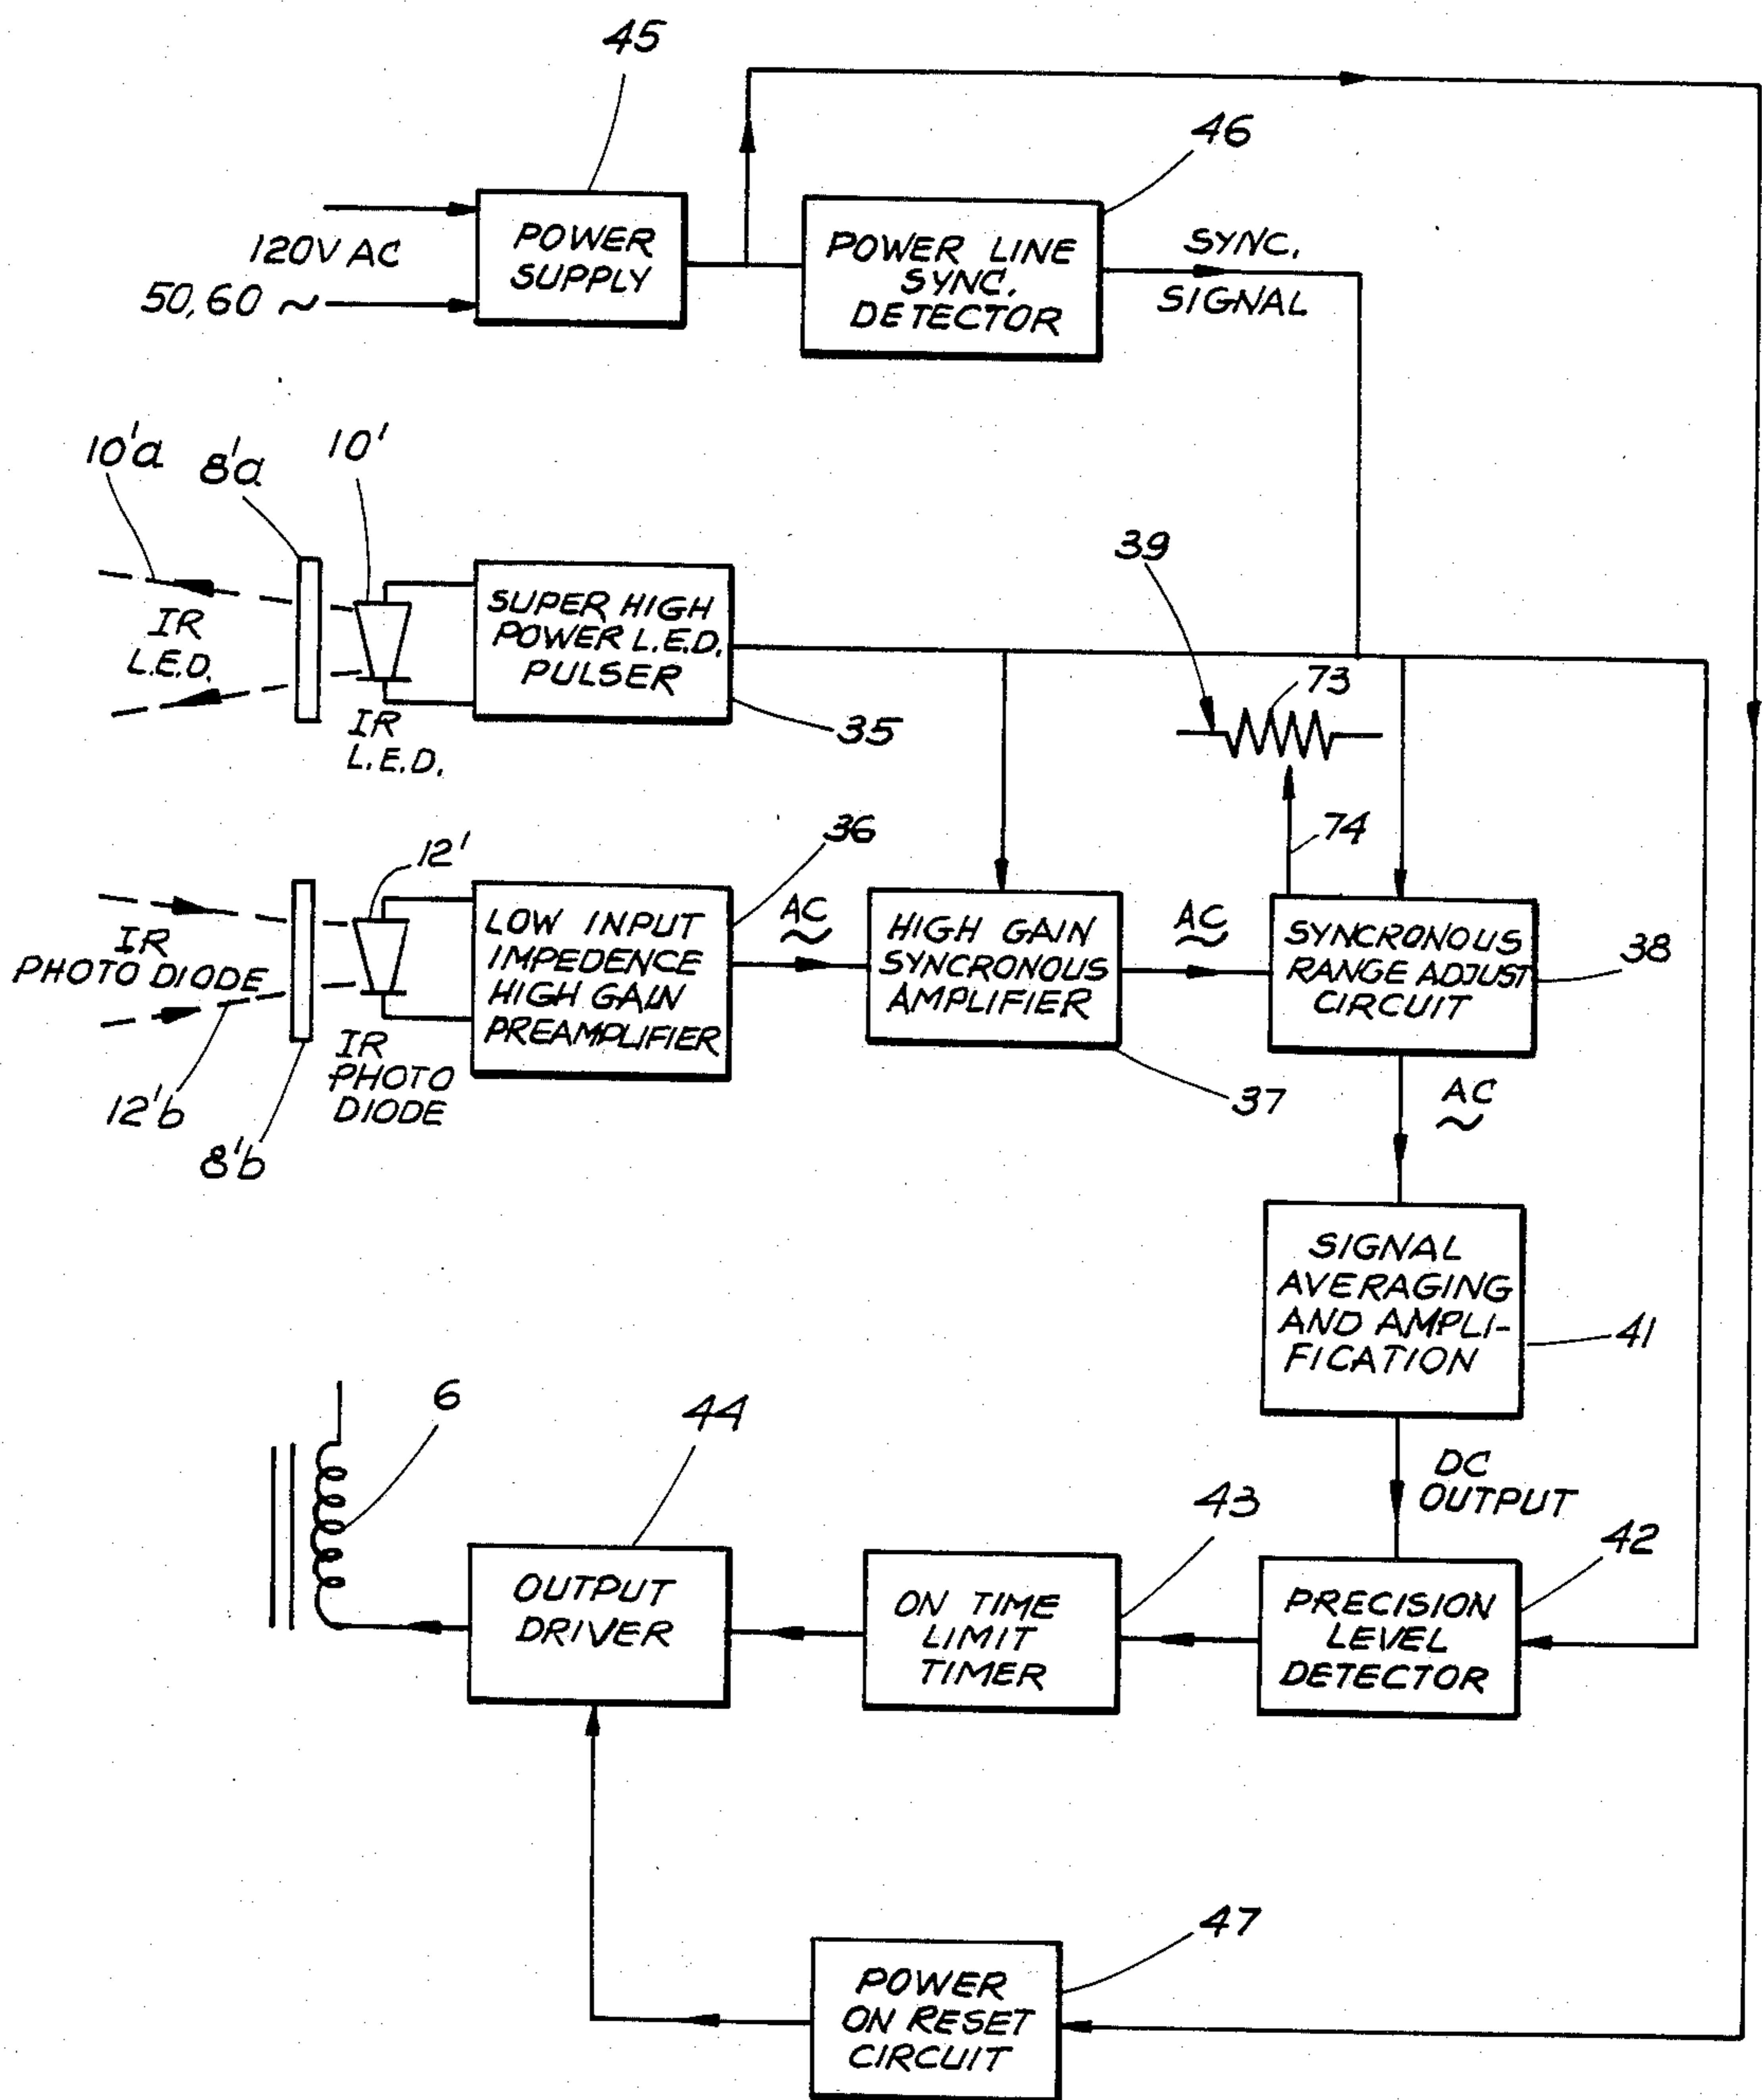 45
46
120V AC
50,60 ~
POWER
SUPPLY
POWER LINE
SYNC.
DETECTOR
SYNC.
SIGNAL
10'a
8'a
10'
IR
L.E.D.
IR
L.E.D.
SUPER HIGH
POWER L.E.D.
PULSER
35
39
73
74
12'
36
IR
PHOTO DIODE
12'b
8'b
IR
PHOTO
DIODE
LOW INPUT
IMPEDENCE
HIGH GAIN
PREAMPLIFIER
AC
~
HIGH GAIN
SYNCRONOUS
AMPLIFIER
37
AC
~
SYNCRONOUS
RANGE ADJUST
CIRCUIT
38
AC
~
SIGNAL
AVERAGING
AND AMPLI-
FICATION
41
DC
OUTPUT
6
44
43
42
OUTPUT
DRIVER
ON TIME
LIMIT
TIMER
PRECISION
LEVEL
DETECTOR
47
POWER
ON RESET
CIRCUIT